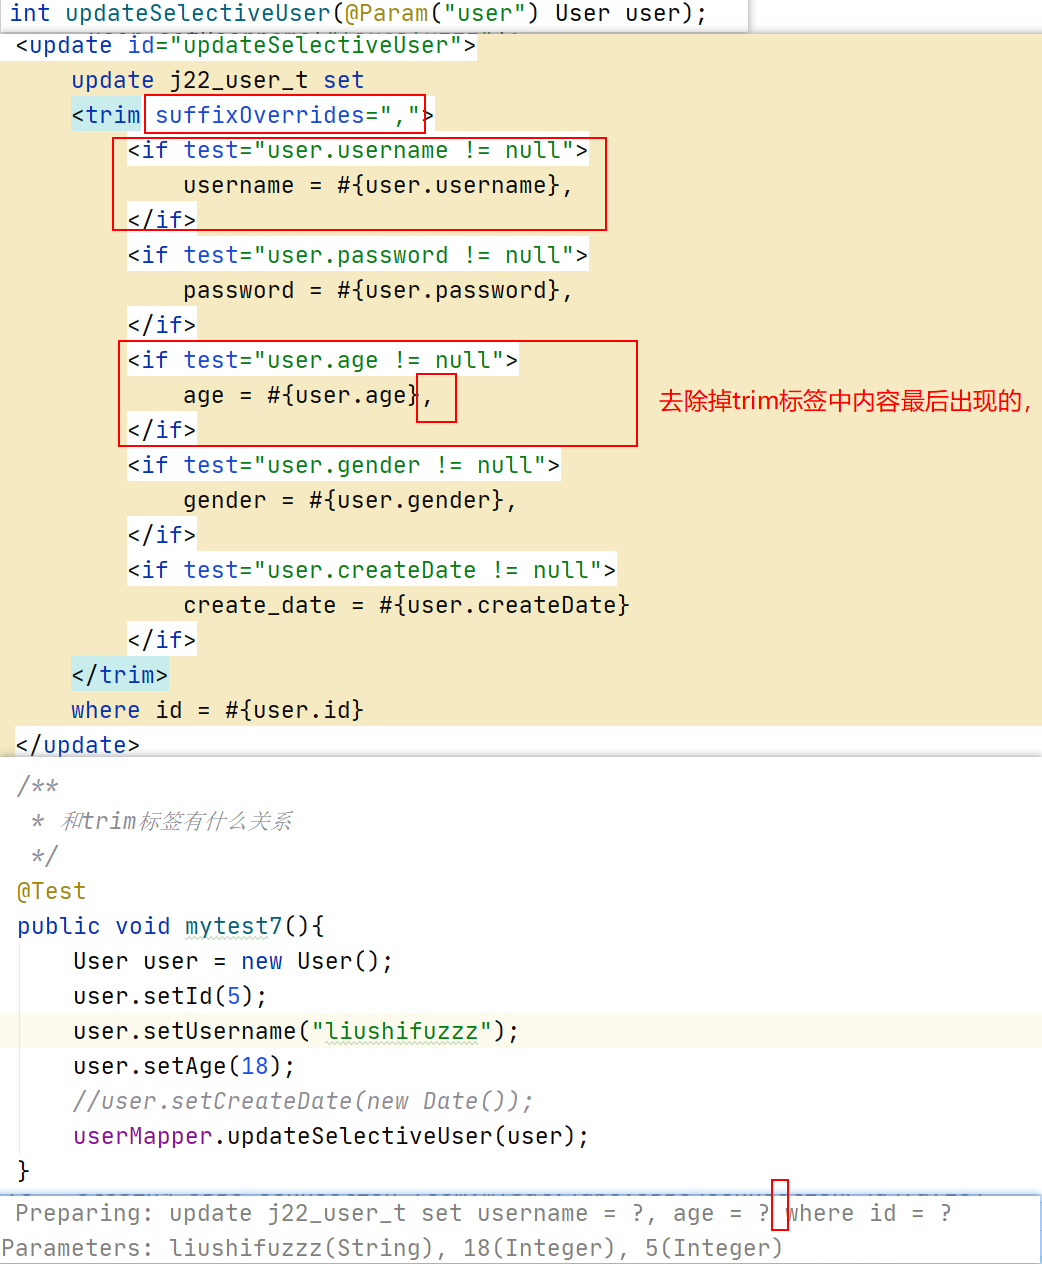 int updateSelectiveUser(@Param("user") User user);
<update id="updateSelectiveUser">
update j22_user_t set
<trim suffixOverrides=",">
<if test="user.username != null">
username = #{user.username},
</if>
<if test="user.password != null">
password = #{user.password},
</if>
<if test="user.age != null">
age = #{user.age},
去除掉trim标签中内容最后出现的,
</if>
<if test="user.gender != null">
gender = #{user.gender},
</if>
<if test="user.createDate != null">
create_date = #{user.createDate}
</if>
</trim>
where id = #{user.id}
</update>
/**
* 和trim标签有什么关系
*/
@Test
public void mytest7(){
User user = new User();
user.setId(5);
user.setUsername("liushifuzzz");
user.setAge(18);
//user.setCreateDate(new Date());
userMapper.updateSelectiveUser(user);
}
Preparing: update j22_user_t set username = ?, age = ? where id = ?
Parameters: liushifuzzz(String), 18(Integer), 5(Integer)